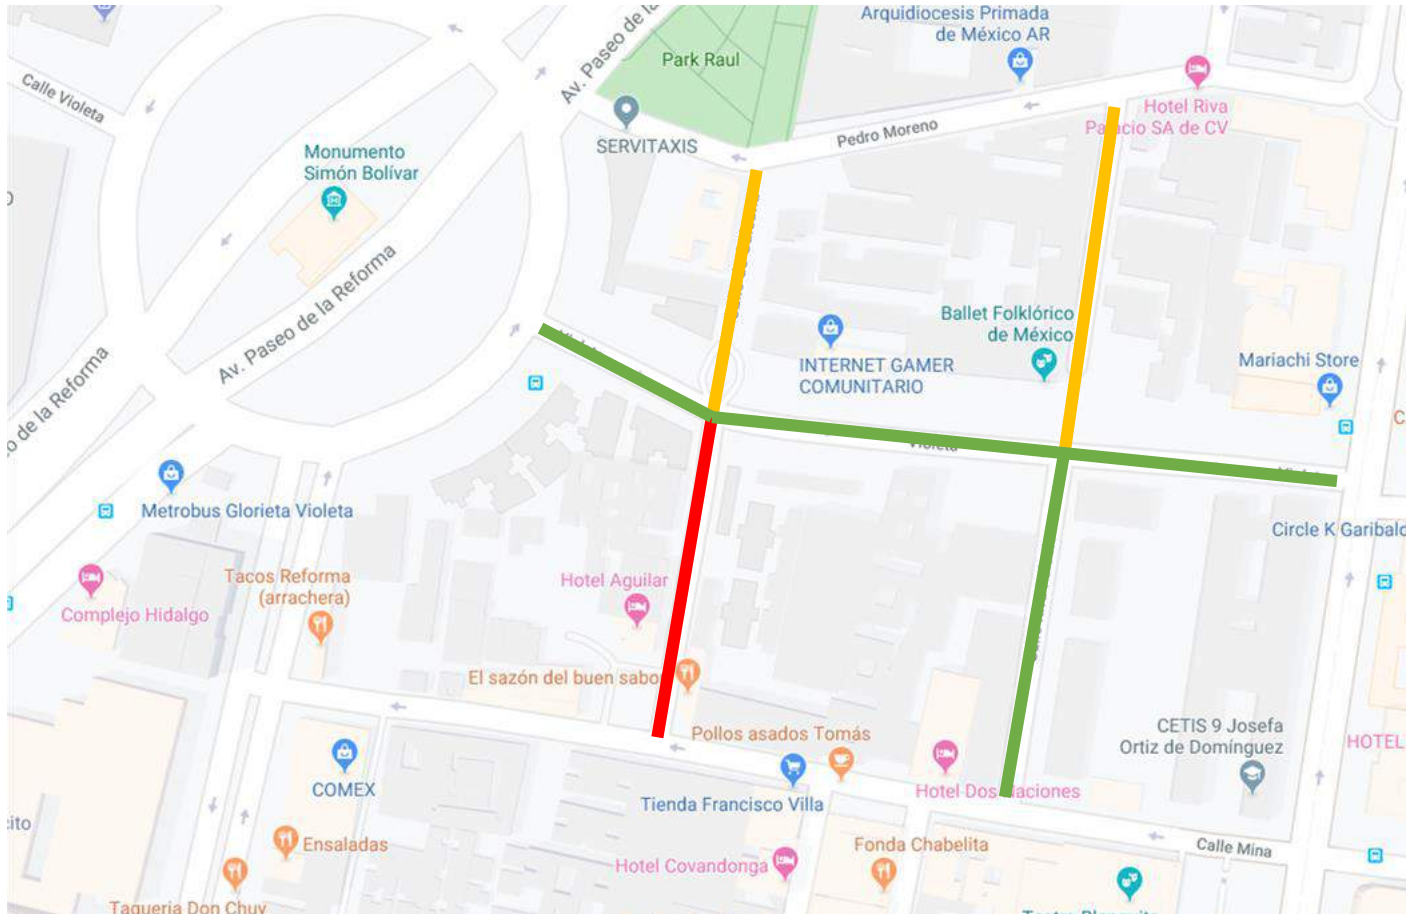 Arquidiocesis Primada
de México AR
Av. Paseo de la
Park Raul
Calle Violeta
Hotel Riva
Palacio SA de CV
Pedro Moreno
SERVITAXIS
Monumento
Simón Bolívar
Av. Paseo de la Reforma
Ballet Folklórico
de México
INTERNET GAMER
COMUNITARIO
Mariachi Store
o de la Reforma
C
Violeta
Metrobus Glorieta Violeta
Circle K Garibald
Tacos Reforma
(arrachera)
Hotel Aguilar
Complejo Hidalgo
El sazón del buen sabo
Pollos asados Tomás
CETIS 9 Josefa
Ortiz de Domínguez
HOTEL
COMEX
Tienda Francisco Villa
Hotel Dos Naciones
cito
Ensaladas
Fonda Chabelita
Calle Mina
Hotel Covandonga
Taqueria Don Chuy